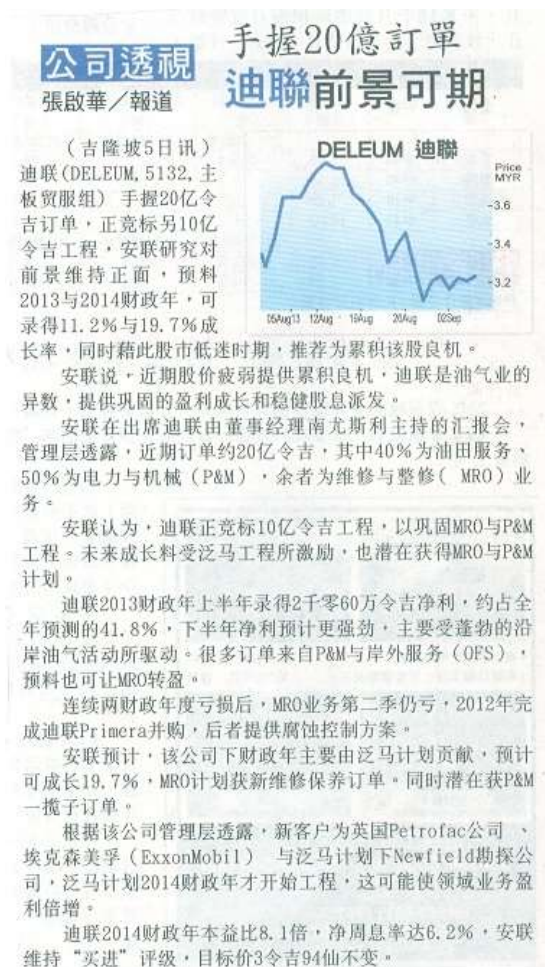 手握20億訂單
公司透視
迪聯前景可期
張啟華／報道
（吉隆坡5日讯）
迪联(DELEUM, 5132, 主
板贸服组) 手握20亿令
吉订单，正竞标另10亿
令吉工程，安联研究对
前景维持正面，预料
2013与2014财政年，可
录得11.2%与19.7%成
长率，同时藉此股市低迷时期，推荐为累积该股良机。
DELEUM 迪聯
Price
MYR
-3.6
-3.4
-3.2
05Aug13 12Aug 19Aug 26Aug 02Sep
安联说，近期股价疲弱提供累积良机，迪联是油气业的
异数，提供巩固的盈利成长和稳健股息派发。
安联在出席迪联由董事经理南尤斯利主持的汇报会，
管理层透露，近期订单约20亿令吉，其中40%为油田服务、
50%为电力与机械（P&M），余者为维修与整修( MRO）业
务。
安联认为，迪联正竞标10亿令吉工程，以巩固MRO与P&M
工程。未来成长料受泛马工程所激励，也潜在获得MRO与P&M
计划。
迪联2013财政年上半年录得2千零60万令吉净利，约占全
年预测的41.8%，下半年净利预计更强劲，主要受蓬勃的沿
岸油气活动所驱动。很多订单来自P&M与岸外服务（OFS），
预料也可让MRO转盈。
连续两财政年度亏损后，MRO业务第二季仍亏，2012年完
成迪联Primera并购，后者提供腐蚀控制方案。
安联预计，该公司下财政年主要由泛马计划贡献，预计
可成长19.7%，MRO计划获新维修保养订单。同时潜在获P&M
一揽子订单。
根据该公司管理层透露，新客户为英国Petrofac公司 、
埃克森美孚（ExxonMobil） 与泛马计划下Newfield勘探公
司，泛马计划2014财政年才开始工程，这可能使领域业务盈
利倍增。
迪联2014财政年本益比8.1倍，净周息率达6.2%，安联
维持“买进”评级，目标价3令吉94仙不变。